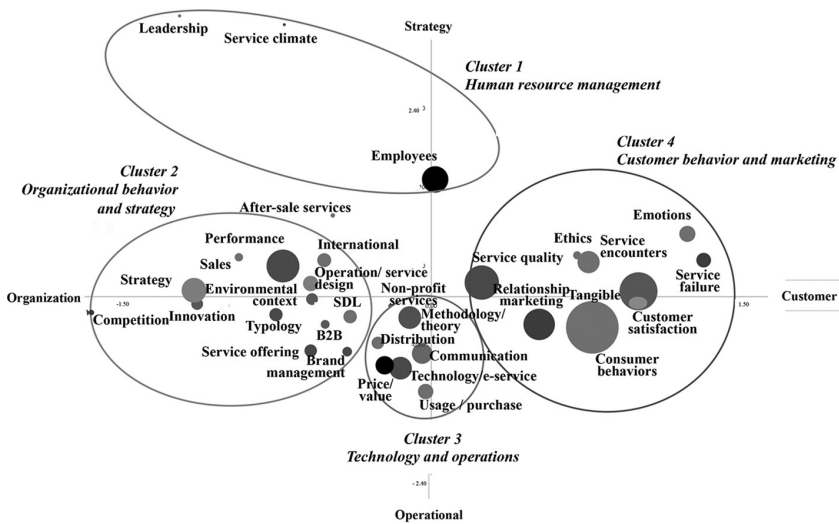 Strategy
Leadership
Service climate
Cluster 1
Human resource management
2.40
Employees
Cluster 4
Customer behavior and marketing
Cluster 2
Organizational behavior
and strategy
After-sale services
Emotions
Performance
International
Ethics
Service
encounters
Sales
Service quality
Service
failure
Strategy
Operation/ service
design
Environmental
context
Non-profit
services
Relationship
marketing
Tangible
Organization
-1.50
1.50
Customer
Competition
Innovation
SDL
Typology
Methodology/
theory
Customer
satisfaction
B2B
Distribution
Service offering
Brand
management
Communication
Consumer
behaviors
Technology/e-service
Price/
value
Usage / purchase
Cluster 3
Technology and operations
-2.40
Operational